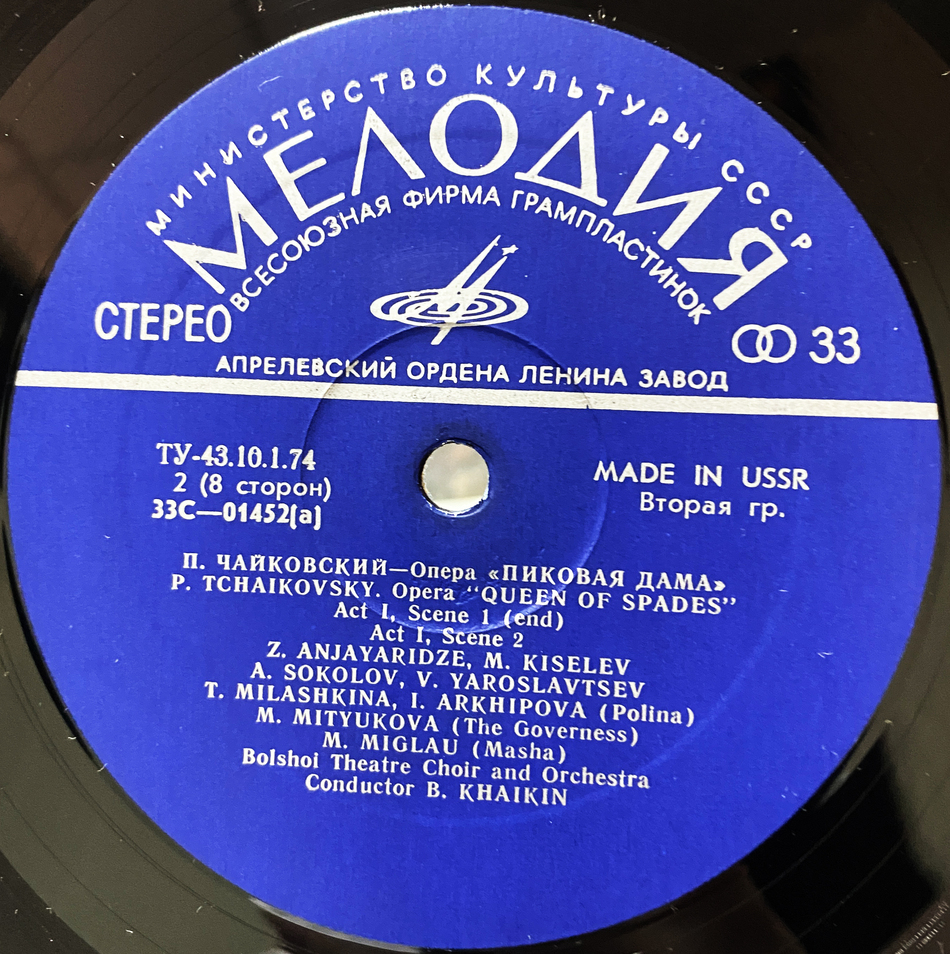 МИНИСТЕРСТВО КУЛЬТУРЫ СССР
МЕЛОДИЯ
ВСЕСОЮЗНАЯ ФИРМА ГРАМПЛАСТИНОК
СТЕРЕО
33
АПРЕЛЕВСКИЙ ОРДЕНА ЛЕНИНА ЗАВОД
ТУ-43.10.1.74
2 (8 сторон)
33С—01452(а)
MADE IN USSR
Вторая гр.
П. ЧАЙКОВСКИЙ—Опера «ПИКОВАЯ ДАМА»
P. TCHAIKOVSKY. Opera "QUEEN OF SPADES"
Act I, Scene 1 (end)
Act I, Scene 2
Z. ANJAYARIDZE, M. KISELEV
A. SOKOLOV, V. YAROSLAVTSEV
T. MILASHKINA, I. ARKHIPOVA (Polina)
M. MITYUKOVA (The Governess)
M. MIGLAU (Masha)
Bolshoi Theatre Choir and Orchestra
Conductor B. KHAIKIN